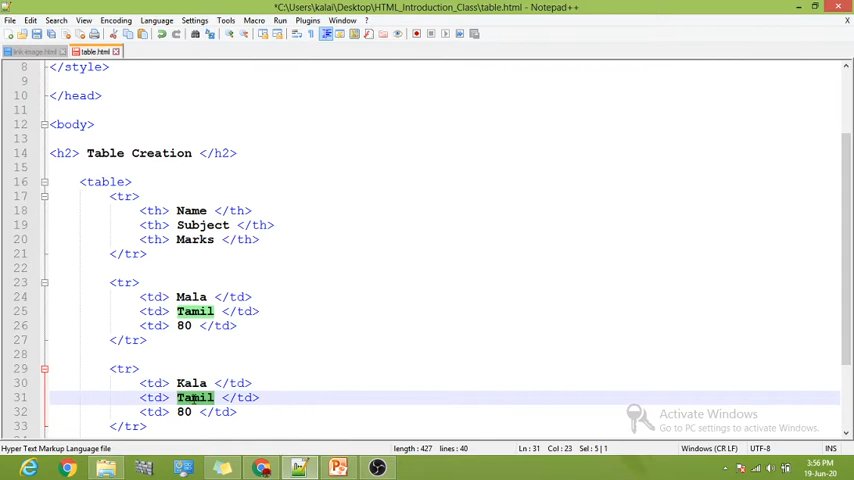 *C:\Users\kalai\Desktop\HTML_Introduction_Class\table.html - Notepad++
File Edit Search View Encoding Language Settings Tools Macro Run Plugins Window ?
link-image.html table.html
8 </style>
9
10 </head>
11
12 <body>
13
14 <h2> Table Creation </h2>
15
16 <table>
17 <tr>
18 <th> Name </th>
19 <th> Subject </th>
20 <th> Marks </th>
21 </tr>
22
23 <tr>
24 <td> Mala </td>
25 <td> Tamil </td>
26 <td> 80 </td>
27 </tr>
28
29 <tr>
30 <td> Kala </td>
31 <td> Tamil </td>
32 <td> 80 </td>
33 </tr>
Activate Windows
Go to PC settings to activate Windows.
Hyper Text Markup Language file length : 427 lines : 40 Ln : 31 Col : 23 Sel : 5 | 1 Windows (CR LF) UTF-8 INS
3:56 PM
19-Jun-20